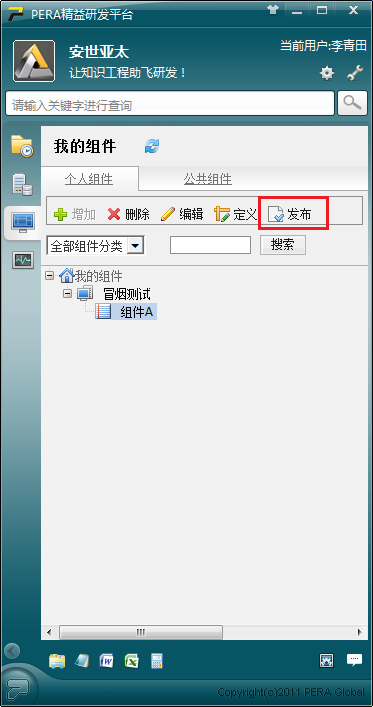 PERA精益研发平台
安世亚太
当前用户:李青田
让知识工程助飞研发！
请输入关键字进行查询
我的组件
个人组件 公共组件
增加 删除 编辑 定义 发布
全部组件分类 搜索
我的组件
冒烟测试
组件A
Copyright(c)2011 PERA Global